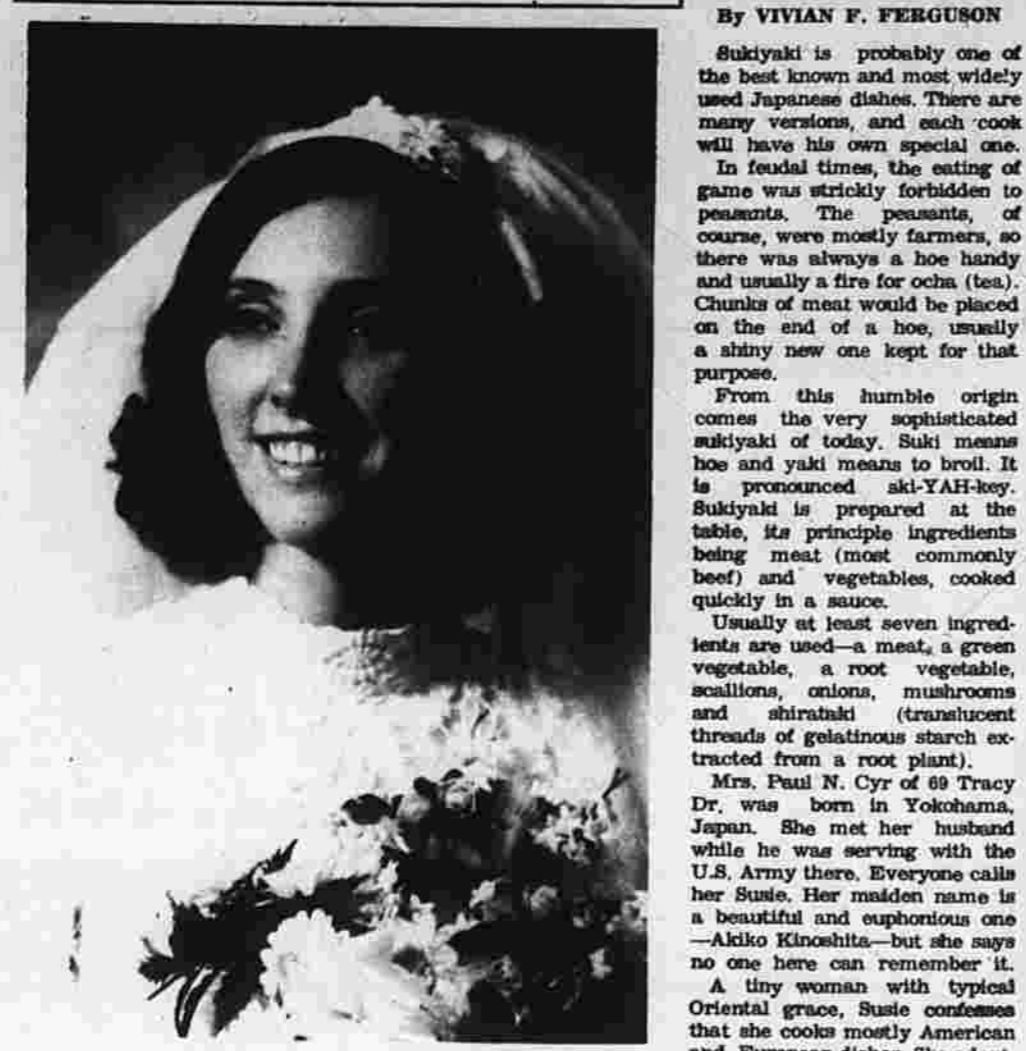 By VIVIAN F. FERGUSON
Sukiyaki is probably one of
the best known and most widely
used Japanese dishes. There are
many versions, and each cook
will have his own special one.
In feudal times, the eating of
game was strickly forbidden to
peasants. The peasants, of
course, were mostly farmers, so
there was always a hoe handy
and usually a fire for ocha (tea).
Chunks of meat would be placed
on the end of a hoe, usually
a shiny new one kept for that
purpose.
From this humble origin
comes the very sophisticated
sukiyaki of today. Suki means
hoe and yaki means to broil. It
is pronounced ski-YAH-key.
Sukiyaki is prepared at the
table, its principle ingredients
being meat (most commonly
beef) and vegetables, cooked
quickly in a sauce.
Usually at least seven ingred-
ients are used—a meat, a green
vegetable, a root vegetable,
scallions, onions, mushrooms
and shirataki (translucent
threads of gelatinous starch ex-
tracted from a root plant).
Mrs. Paul N. Cyr of 69 Tracy
Dr. was born in Yokohama,
Japan. She met her husband
while he was serving with the
U.S. Army there. Everyone calls
her Susie. Her maiden name is
a beautiful and euphonious one
—Akiko Kinoshita—but she says
no one here can remember it.
A tiny woman with typical
Oriental grace, Susie confesses
that she cooks mostly American
and European dishes. She